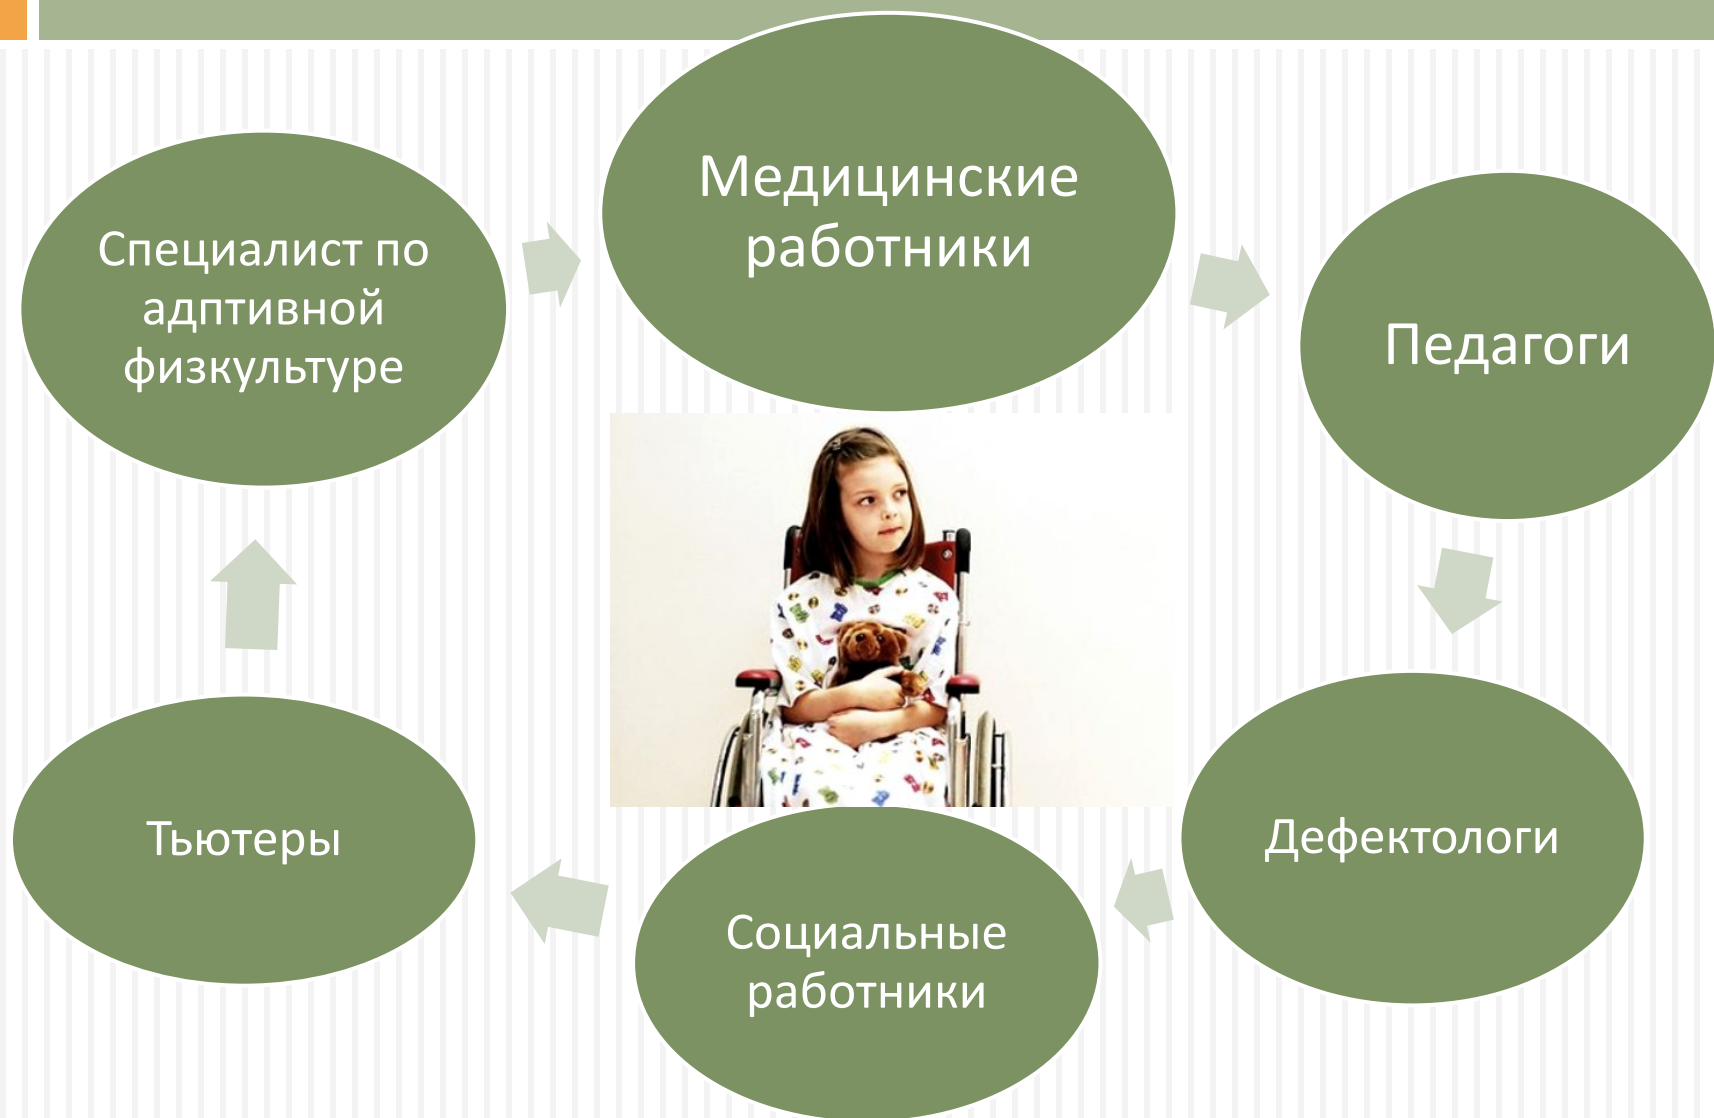 Медицинские
работники
Педагоги
Дефектологи
Социальные
работники
Тьютеры
Специалист по
адптивной
физкультуре